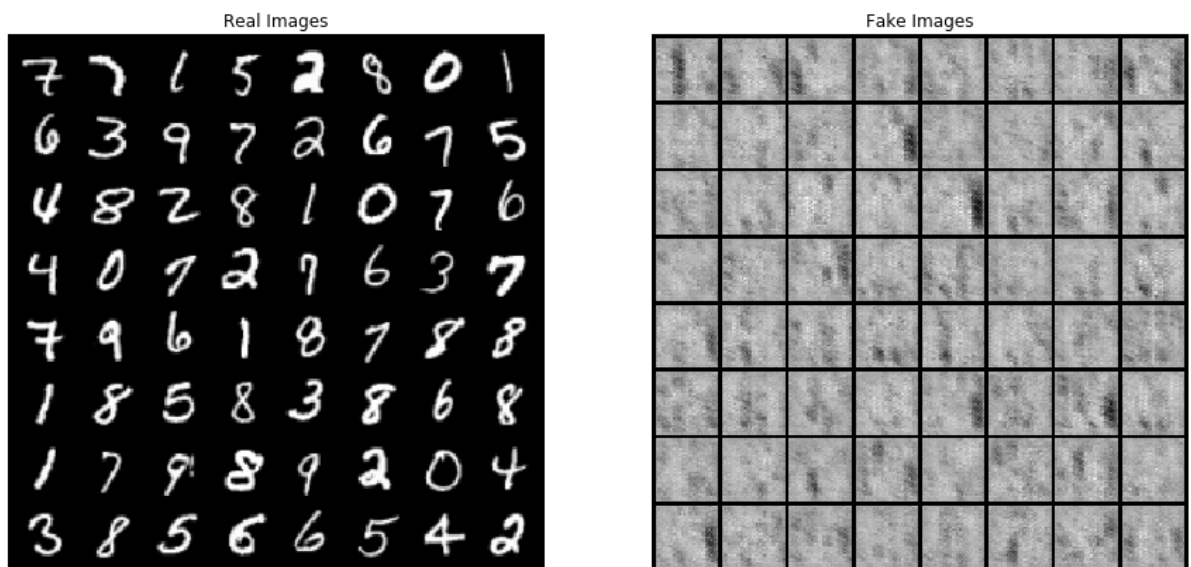 Real Images
Fake Images
7 7 1 5 2 8 0 1
6 3 9 7 2 6 7 5
4 8 2 8 1 0 7 6
4 0 7 2 9 6 3 7
7 9 6 1 8 7 8 8
1 8 5 8 3 8 6 8
1 7 9 8 9 2 0 4
3 8 5 6 6 5 4 2